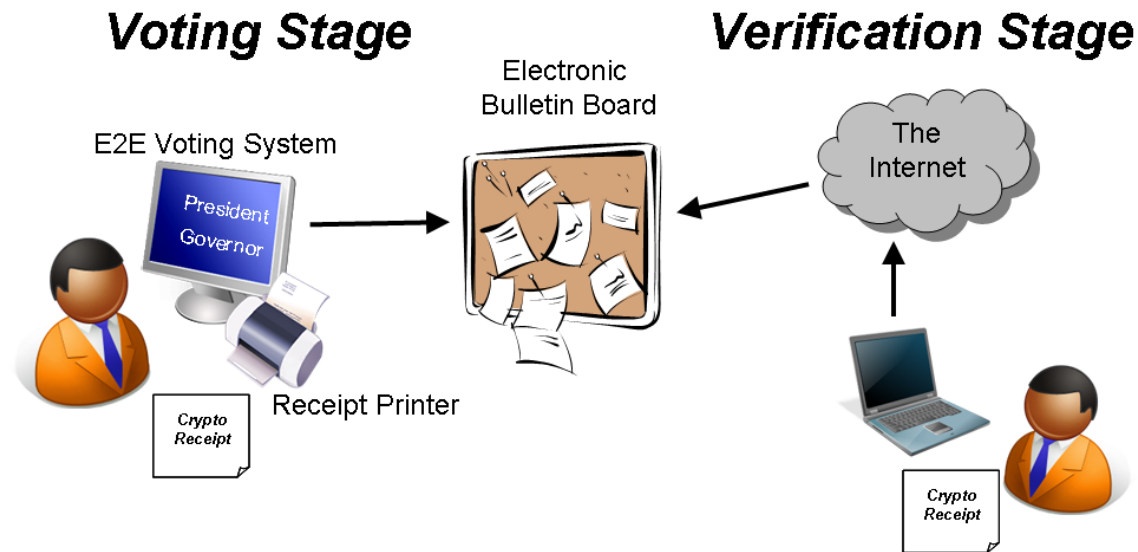 Voting Stage
Verification Stage
Electronic
Bulletin Board
E2E Voting System
President
Governor
Receipt Printer
Crypto
Receipt
The
Internet
Crypto
Receipt